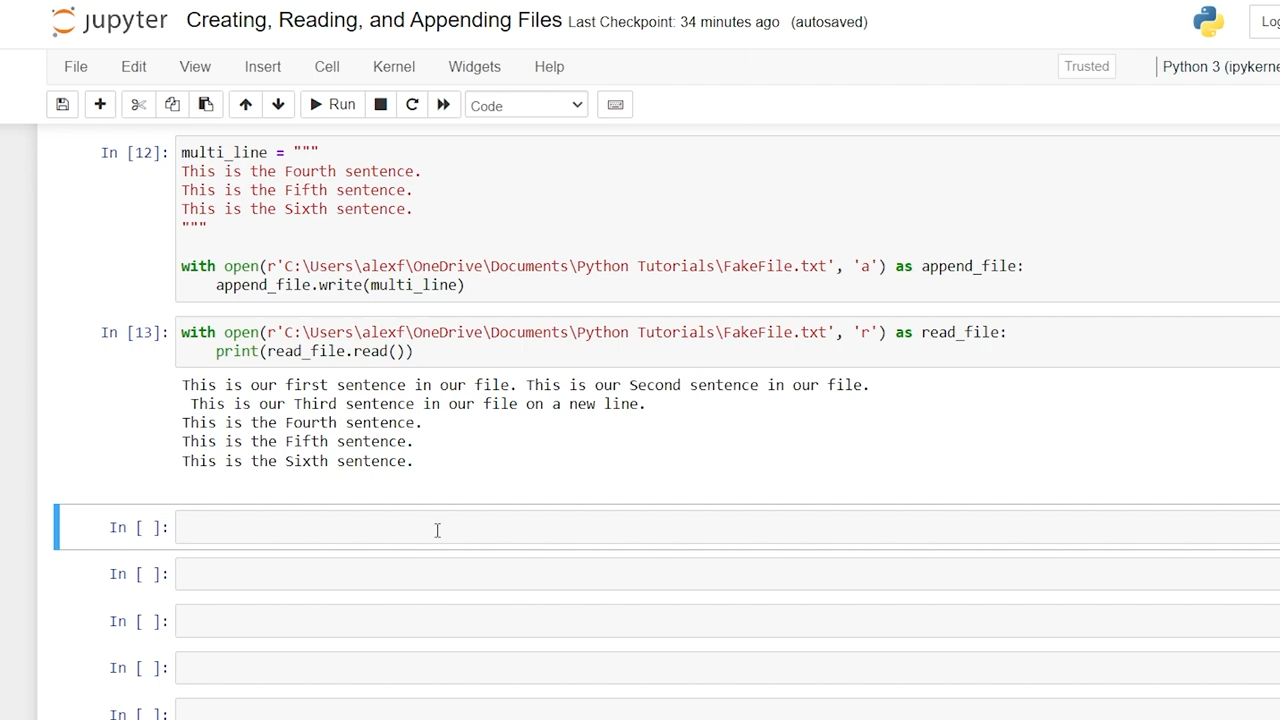 jupyter Creating, Reading, and Appending Files Last Checkpoint: 34 minutes ago (autosaved)
File Edit View Insert Cell Kernel Widgets Help Trusted Python 3 (ipykerne
Run Code
In [12]: multi_line = """
This is the Fourth sentence.
This is the Fifth sentence.
This is the Sixth sentence.
"""
with open(r'C:\Users\alexf\OneDrive\Documents\Python Tutorials\FakeFile.txt', 'a') as append_file:
append_file.write(multi_line)
In [13]: with open(r'C:\Users\alexf\OneDrive\Documents\Python Tutorials\FakeFile.txt', 'r') as read_file:
print(read_file.read())
This is our first sentence in our file. This is our Second sentence in our file.
This is our Third sentence in our file on a new line.
This is the Fourth sentence.
This is the Fifth sentence.
This is the Sixth sentence.
In [ ]:
In [ ]:
In [ ]:
In [ ]:
In [ ]: